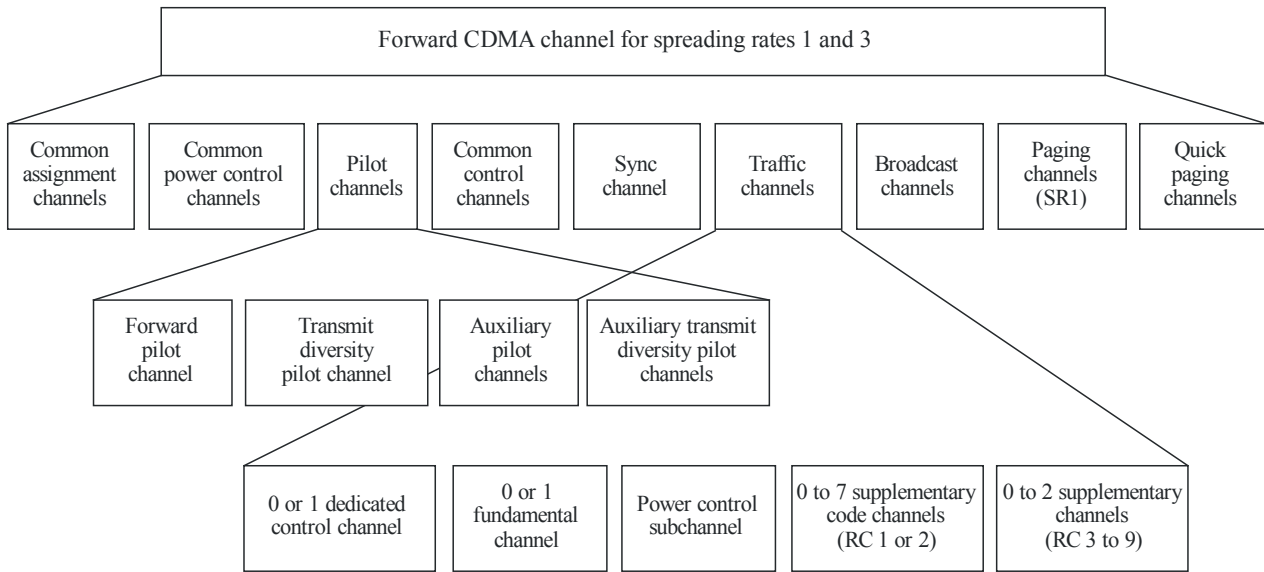 Forward CDMA channel for spreading rates 1 and 3
Common
assignment
channels
Common
power control
channels
Pilot
channels
Common
control
channels
Sync
channel
Traffic
channels
Broadcast
channels
Paging
channels
(SR1)
Quick
paging
channels
Forward
pilot
channel
Transmit
diversity
pilot channel
Auxiliary
pilot
channels
Auxiliary transmit
diversity pilot
channels
0 or 1 dedicated
control channel
0 or 1
fundamental
channel
Power control
subchannel
0 to 7 supplementary
code channels
(RC 1 or 2)
0 to 2 supplementary
channels
(RC 3 to 9)